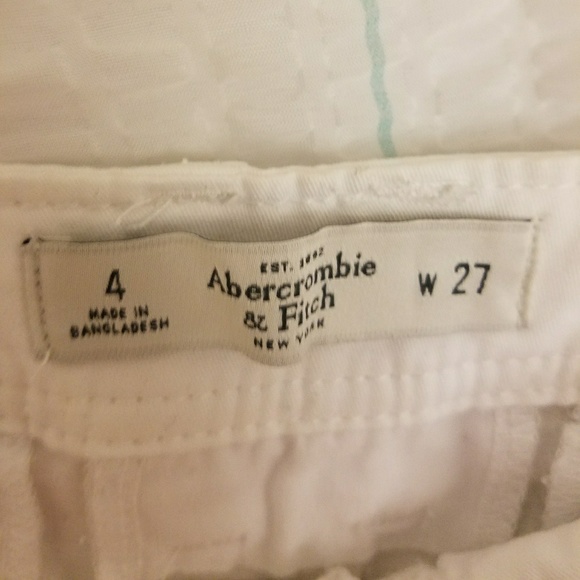 4
MADE IN
BANGLADESH
EST. 1892
Abercrombie
& Fitch
NEW YORK
W 27